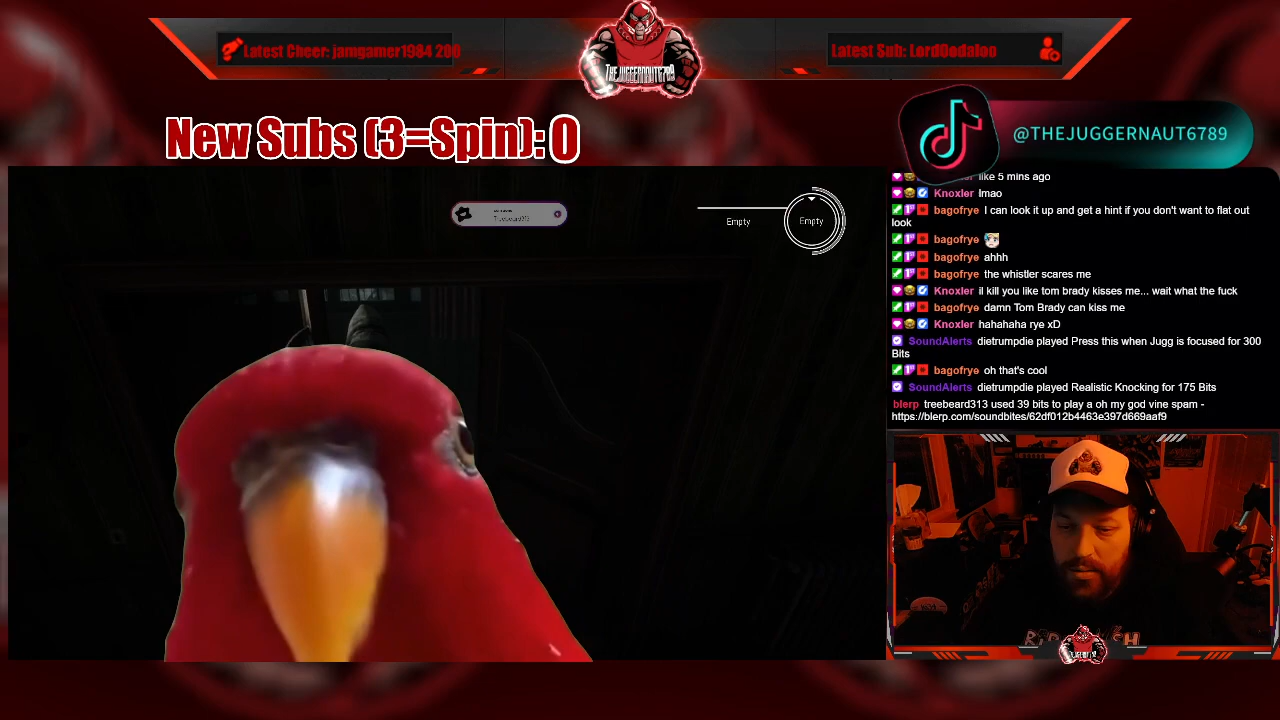 Latest Cheer: janigamer1984 200
THEJUGGERNAUT6789
Latest Sub: LordOodaloo
New Subs (3=Spin): 0
@THEJUGGERNAUT6789
Empty
Empty
like 5 mins ago
Knoxler lmao
bagofrye I can look it up and get a hint if you don't want to flat out
look
bagofrye
bagofrye ahhh
bagofrye the whistler scares me
Knoxler il kill you like tom brady kisses me... wait what the fuck
bagofrye damn Tom Brady can kiss me
Knoxler hahahaha rye xD
SoundAlerts dietrumpdie played Press this when Jugg is focused for 300
Bits
bagofrye oh that's cool
SoundAlerts dietrumpdie played Realistic Knocking for 175 Bits
blerp treebeard313 used 39 bits to play a oh my god vine spam -
https://blerp.com/soundbites/62df012b4463e397d669aaf9